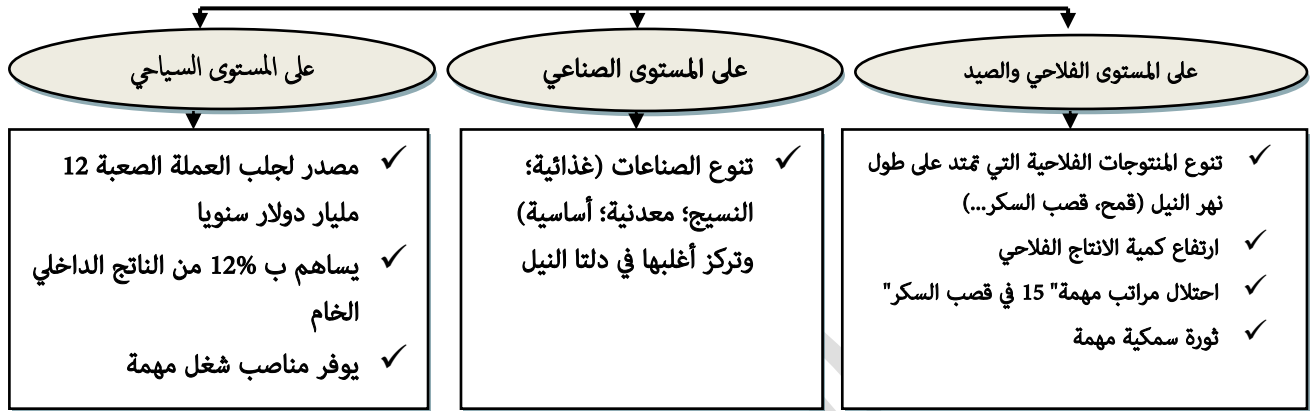 على المستوى الفلاحي والصيد
تنوع المنتوجات الفلاحية التي تمتد على طول
نهر النيل (قمح، قصب السكر...)
ارتفاع كمية الانتاج الفلاحي
احتلال مراتب مهمة" 15 في قصب السكر"
ثورة سمكية مهمة
على المستوى الصناعي
تنوع الصناعات (غذائية؛
النسيج؛ معدنية؛ أساسية)
وتركز أغلبها في دلتا النيل
على المستوى السياحي
مصدر لجلب العملة الصعبة 12
مليار دولار سنويا
يساهم ب 12% من الناتج الداخلي
الخام
يوفر مناصب شغل مهمة